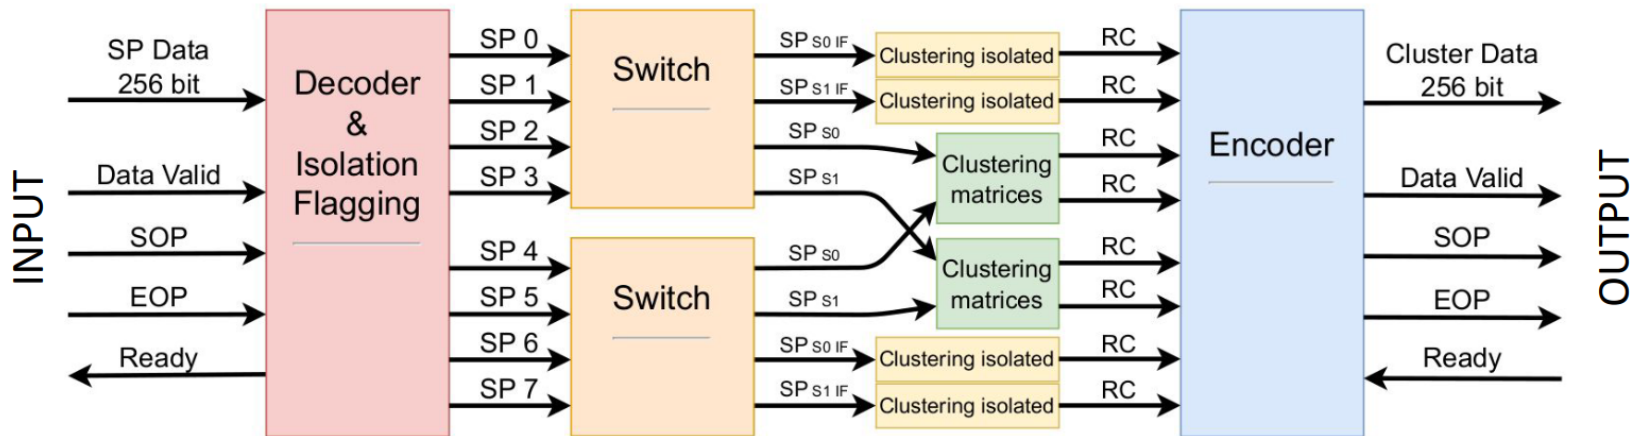 INPUT
SP Data
256 bit
Data Valid
SOP
EOP
Ready
Decoder
&
Isolation
Flagging
SP 0
SP 1
SP 2
SP 3
SP 4
SP 5
SP 6
SP 7
Switch
Switch
SP S0 IF
SP S1 IF
SP S0
SP S1
SP S0
SP S1
SP S0 IF
SP S1 IF
Clustering isolated
Clustering isolated
Clustering
matrices
Clustering
matrices
Clustering isolated
Clustering isolated
RC
RC
RC
RC
RC
RC
RC
RC
Encoder
Cluster Data
256 bit
Data Valid
SOP
EOP
Ready
OUTPUT